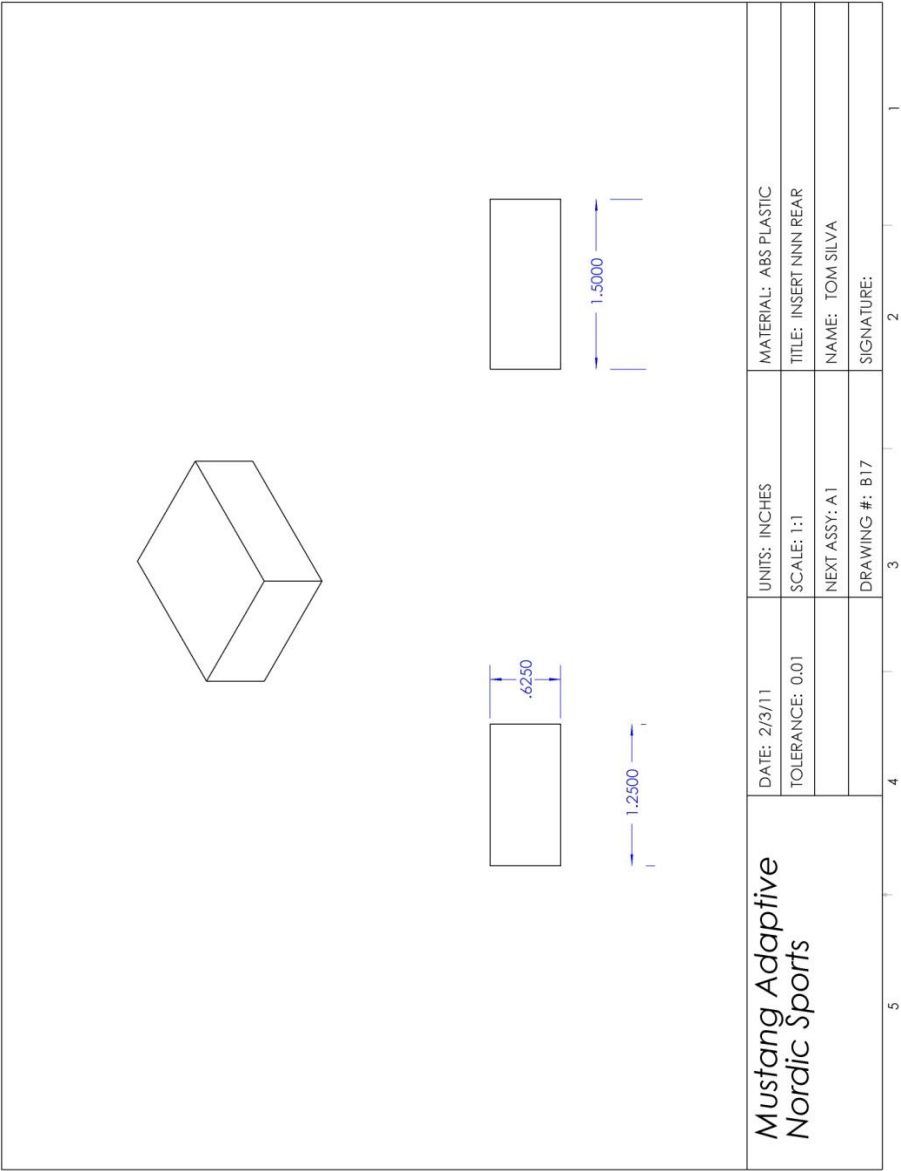 .6250
1.2500
1.5000
Mustang Adaptive
Nordic Sports
DATE: 2/3/11
UNITS: INCHES
MATERIAL: ABS PLASTIC
TOLERANCE: 0.01
SCALE: 1:1
TITLE: INSERT NNN REAR
NEXT ASSY: A1
NAME: TOM SILVA
DRAWING #: B17
SIGNATURE:
5
4
3
2
1